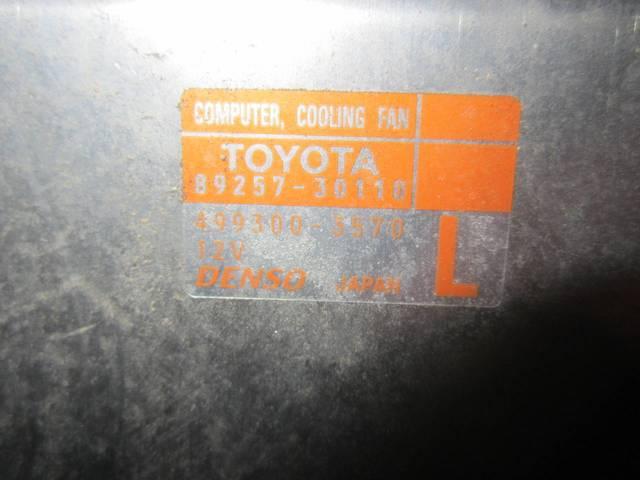 COMPUTER, COOLING FAN
TOYOTA
89257-30110
499300-3570
12V
L
DENSO JAPAN